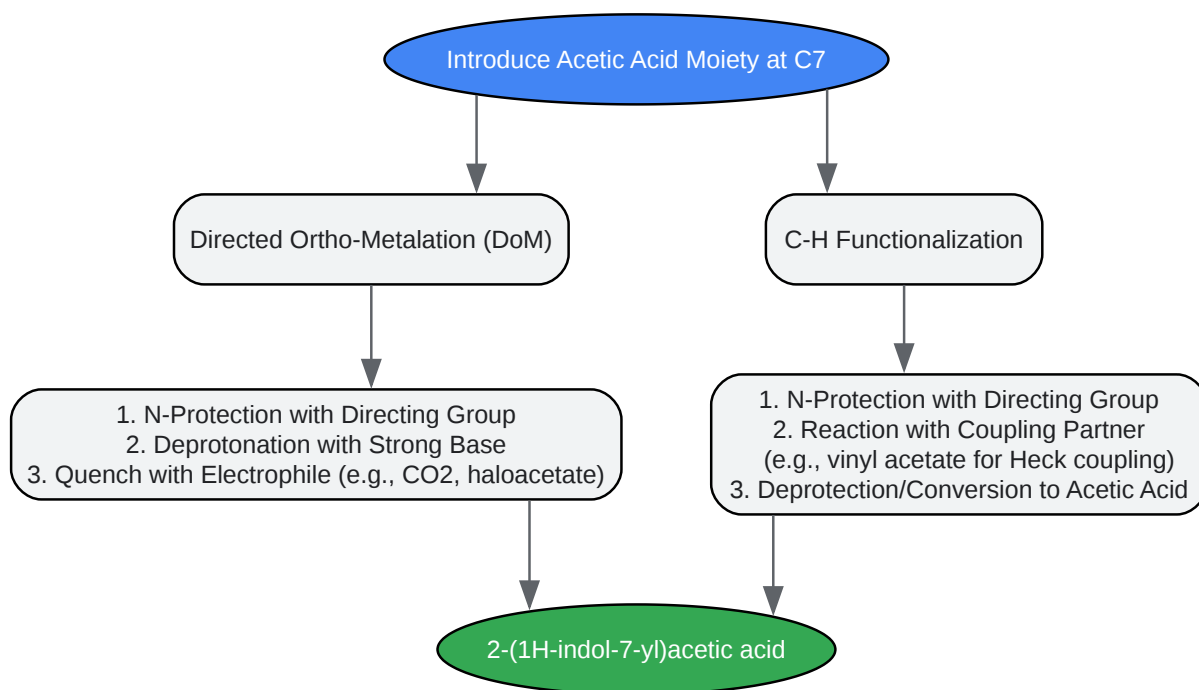 Introduce Acetic Acid Moiety at C7
Directed Ortho-Metalation (DoM)
C-H Functionalization
1. N-Protection with Directing Group
2. Deprotonation with Strong Base
3. Quench with Electrophile (e.g., CO2, haloacetate)
1. N-Protection with Directing Group
2. Reaction with Coupling Partner
(e.g., vinyl acetate for Heck coupling)
3. Deprotection/Conversion to Acetic Acid
2-(1H-indol-7-yl)acetic acid